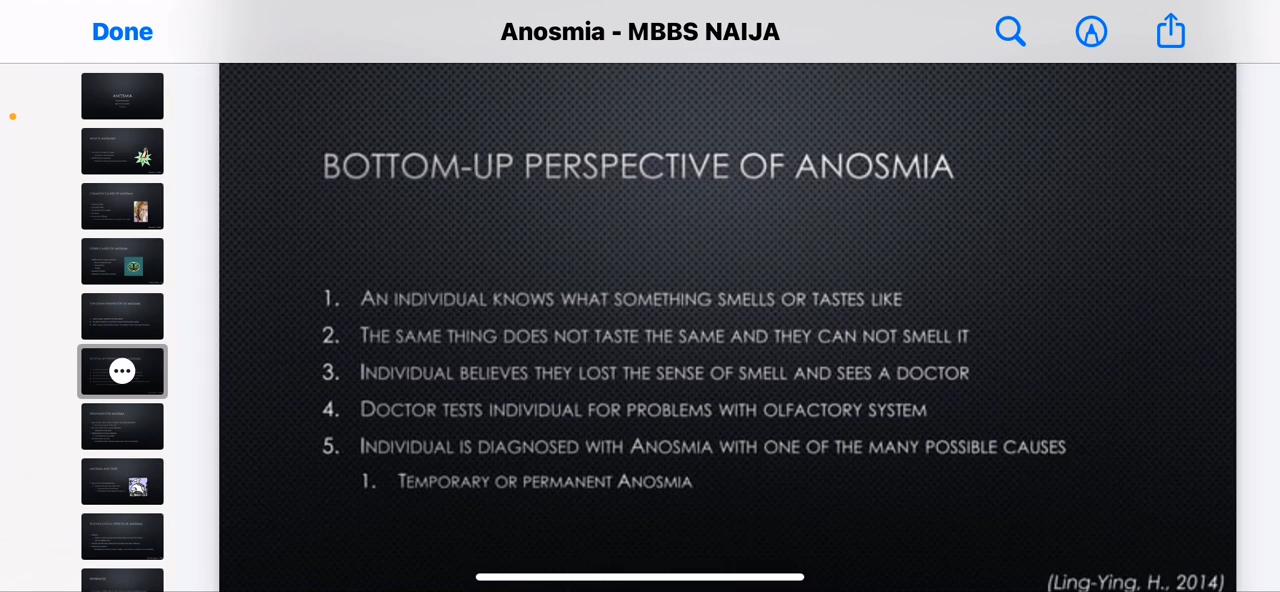 Done
Anosmia - MBBS NAIJA
BOTTOM-UP PERSPECTIVE OF ANOSMIA
1. AN INDIVIDUAL KNOWS WHAT SOMETHING SMELLS OR TASTES LIKE
2. THE SAME THING DOES NOT TASTE THE SAME AND THEY CAN NOT SMELL IT
3. INDIVIDUAL BELIEVES THEY LOST THE SENSE OF SMELL AND SEES A DOCTOR
4. DOCTOR TESTS INDIVIDUAL FOR PROBLEMS WITH OLFACTORY SYSTEM
5. INDIVIDUAL IS DIAGNOSED WITH ANOSMIA WITH ONE OF THE MANY POSSIBLE CAUSES
1. TEMPORARY OR PERMANENT ANOSMIA
(Ling-Ying, H., 2014)